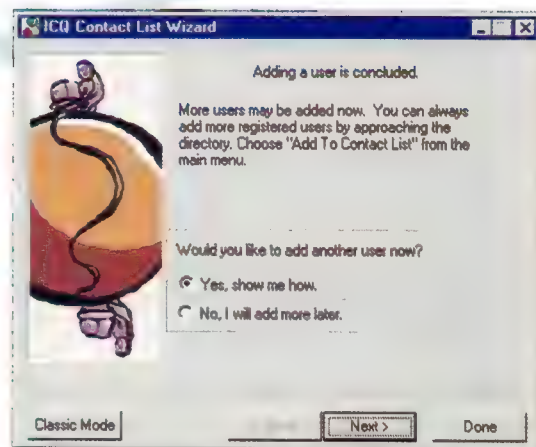 ICQ Contact List Wizard
Adding a user is concluded.
More users may be added now. You can always
add more registered users by approaching the
directory. Choose "Add To Contact List" from the
main menu.
Would you like to add another user now?
Yes, show me how.
No, I will add more later.
Classic Mode
Next >
Done